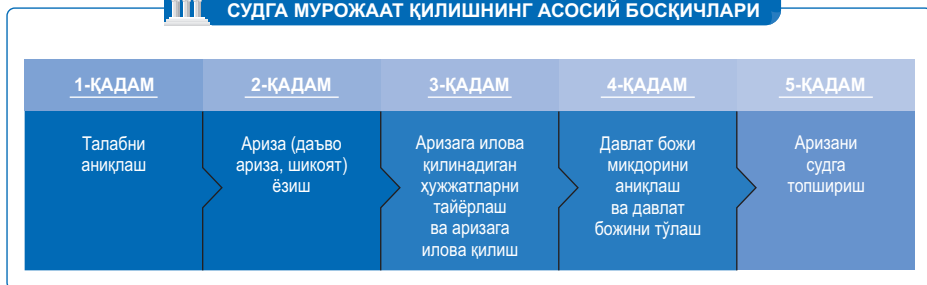 СУДГА МУРОЖААТ ҚИЛИШНИНГ АСОСИЙ БОСҚИЧЛАРИ
1-ҚАДАМ
Талабни
аниқлаш
2-ҚАДАМ
Ариза (даъво
ариза, шикоят)
ёзиш
3-ҚАДАМ
Аризага илова
қилинадиган
ҳужжатларни
тайёрлаш
ва аризага
илова қилиш
4-ҚАДАМ
Давлат божи
микдорини
аниқлаш
ва давлат
божини тўлаш
5-ҚАДАМ
Аризани
судга
топшириш